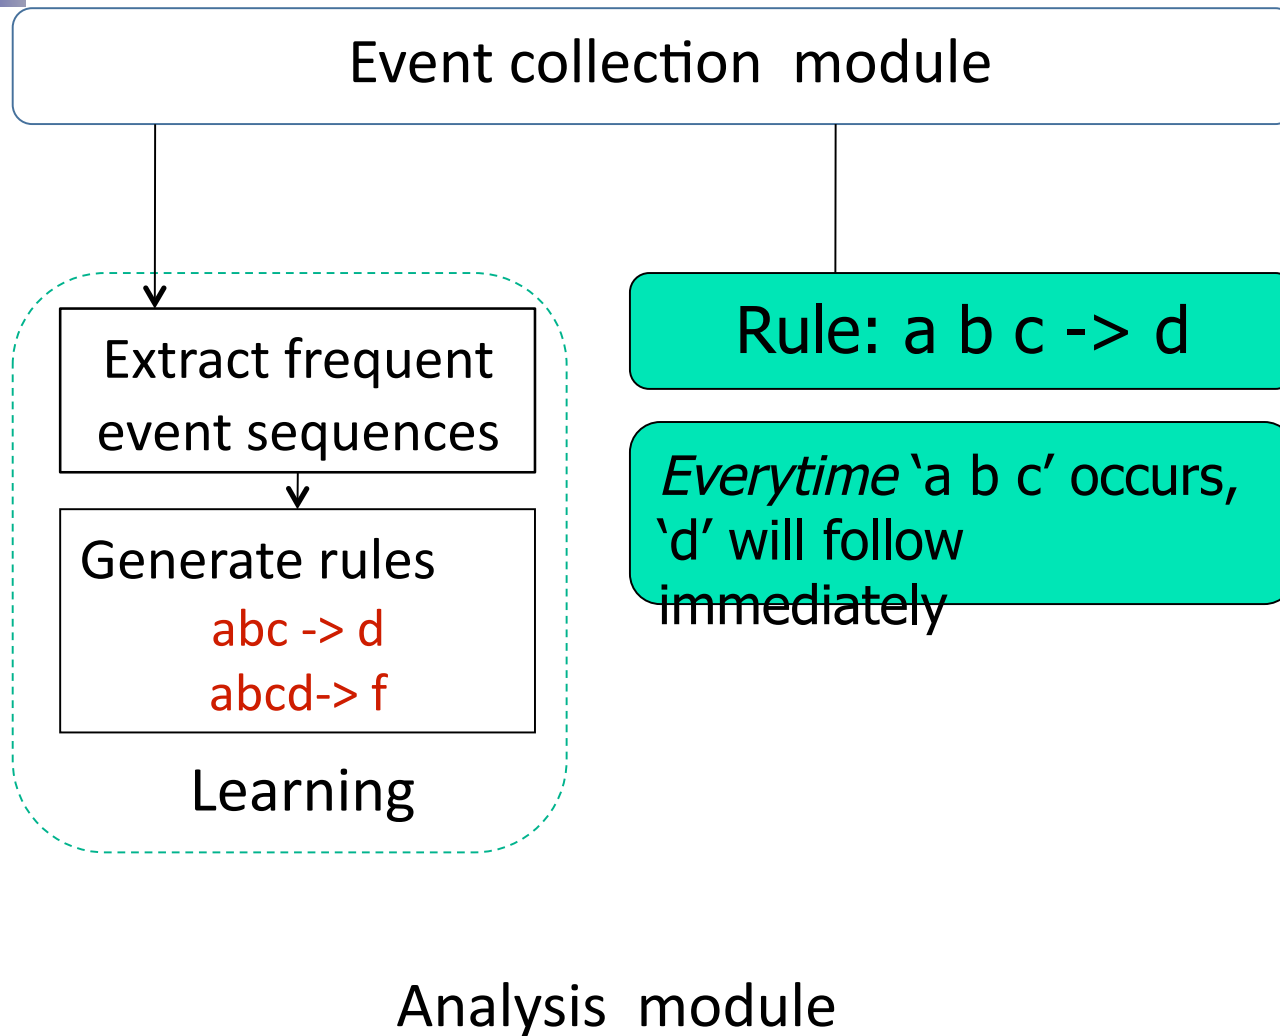 Event collection module
Extract frequent
event sequences
Generate rules
abc -> d
abcd-> f
Learning
Rule: a b c -> d
Everytime ‘a b c’ occurs,
‘d’ will follow
immediately
Analysis module